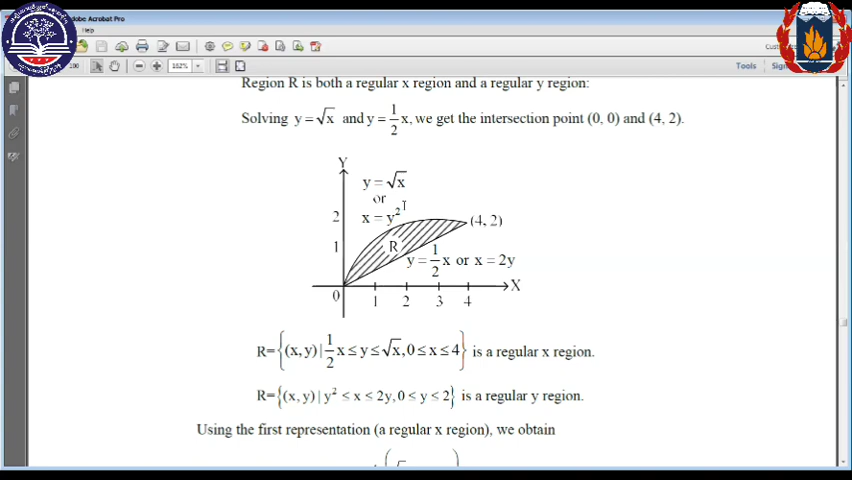 Adobe Acrobat Pro
Help
162%
Tools
Region R is both a regular x region and a regular y region:
Solving y = √x and y = 1/2 x, we get the intersection point (0, 0) and (4, 2).
Y
y = √x
or
x = y²
2
(4, 2)
1
R
y = 1/2 x or x = 2y
0
X
1 2 3 4
R={(x, y) | 1/2 x ≤ y ≤ √x, 0 ≤ x ≤ 4} is a regular x region.
R={(x, y) | y² ≤ x ≤ 2y, 0 ≤ y ≤ 2} is a regular y region.
Using the first representation (a regular x region), we obtain